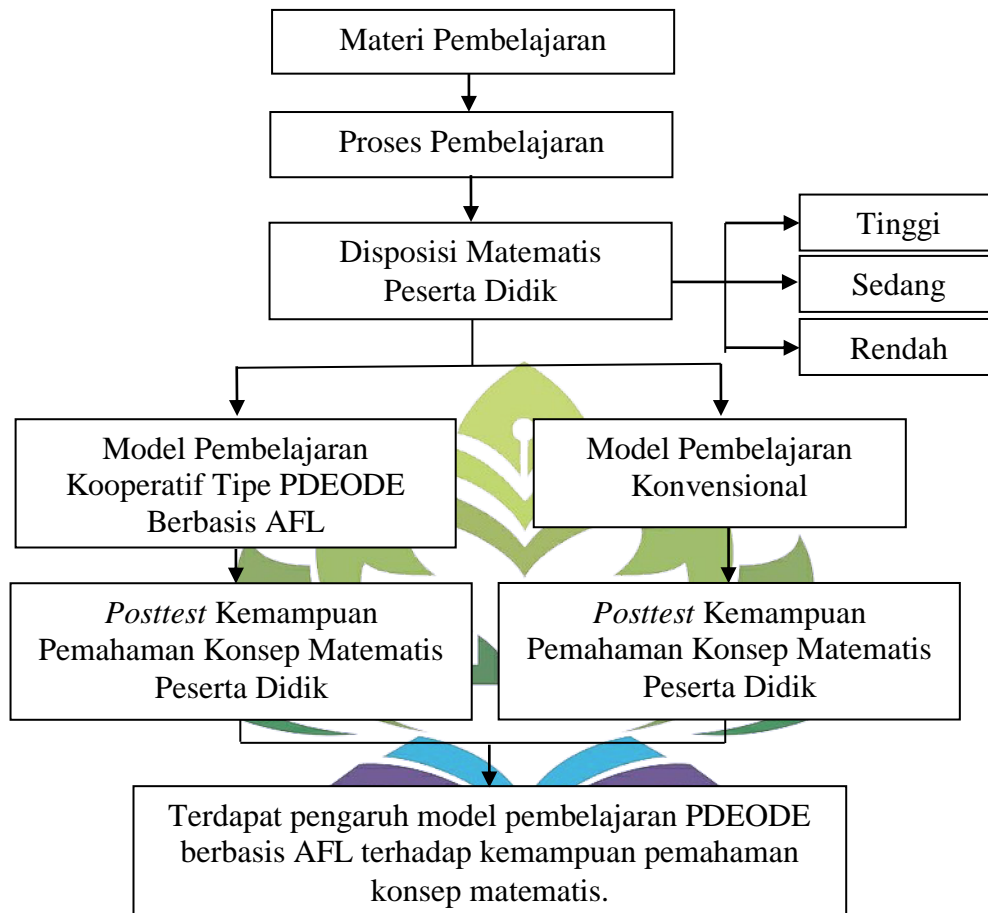 Materi Pembelajaran
Proses Pembelajaran
Disposisi Matematis
Peserta Didik
Tinggi
Sedang
Rendah
Model Pembelajaran
Kooperatif Tipe PDEODE
Berbasis AFL
Model Pembelajaran
Konvensional
Posttest Kemampuan
Pemahaman Konsep Matematis
Peserta Didik
Posttest Kemampuan
Pemahaman Konsep Matematis
Peserta Didik
Terdapat pengaruh model pembelajaran PDEODE
berbasis AFL terhadap kemampuan pemahaman
konsep matematis.